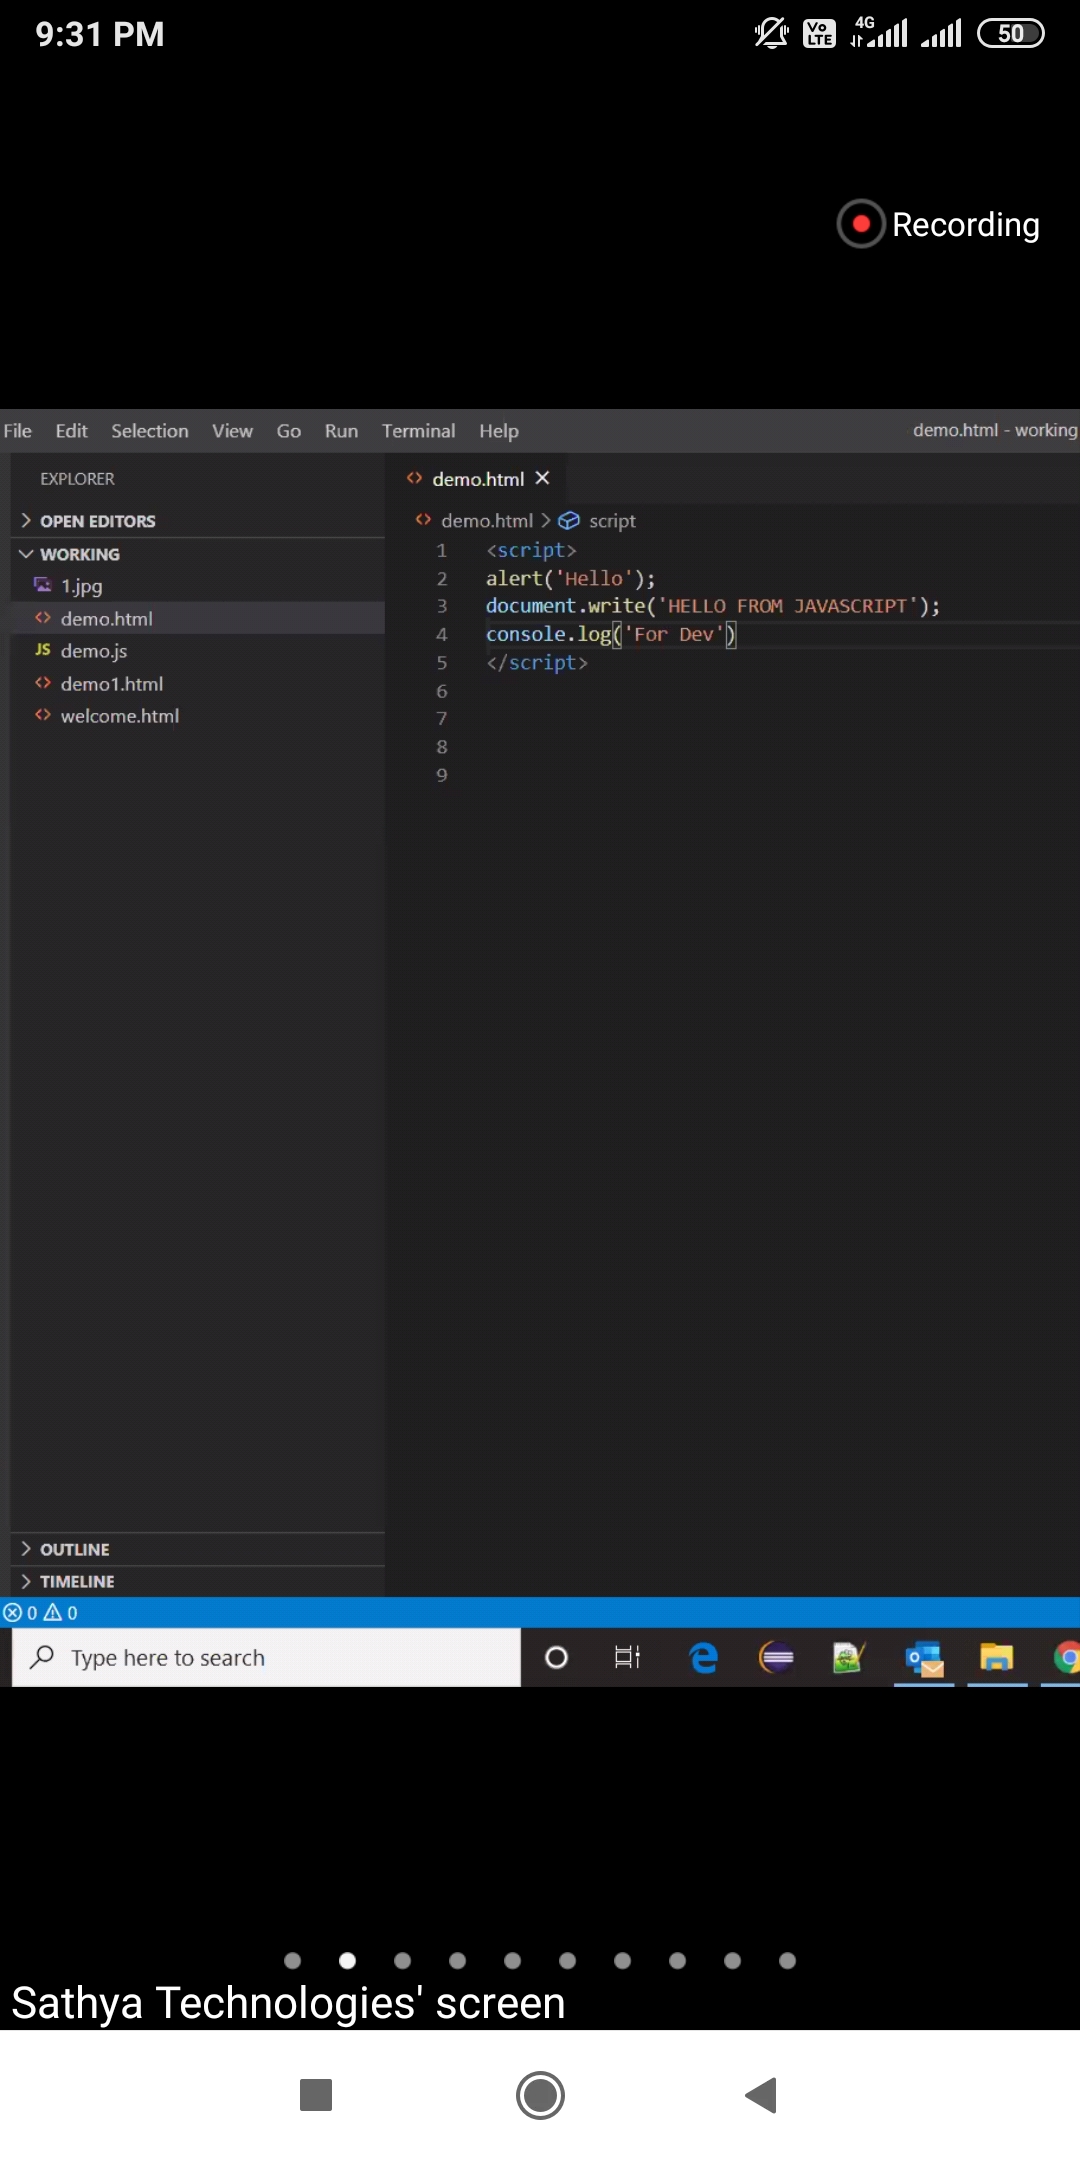 9:31 PM
Vo LTE
4G
50
Recording
File Edit Selection View Go Run Terminal Help
demo.html - working
EXPLORER
OPEN EDITORS
WORKING
1.jpg
demo.html
JS demo.js
demo1.html
welcome.html
OUTLINE
TIMELINE
demo.html
demo.html > script
1 <script>
2 alert('Hello');
3 document.write('HELLO FROM JAVASCRIPT');
4 console.log('For Dev')
5 </script>
6
7
8
9
0 0
Type here to search
Sathya Technologies' screen